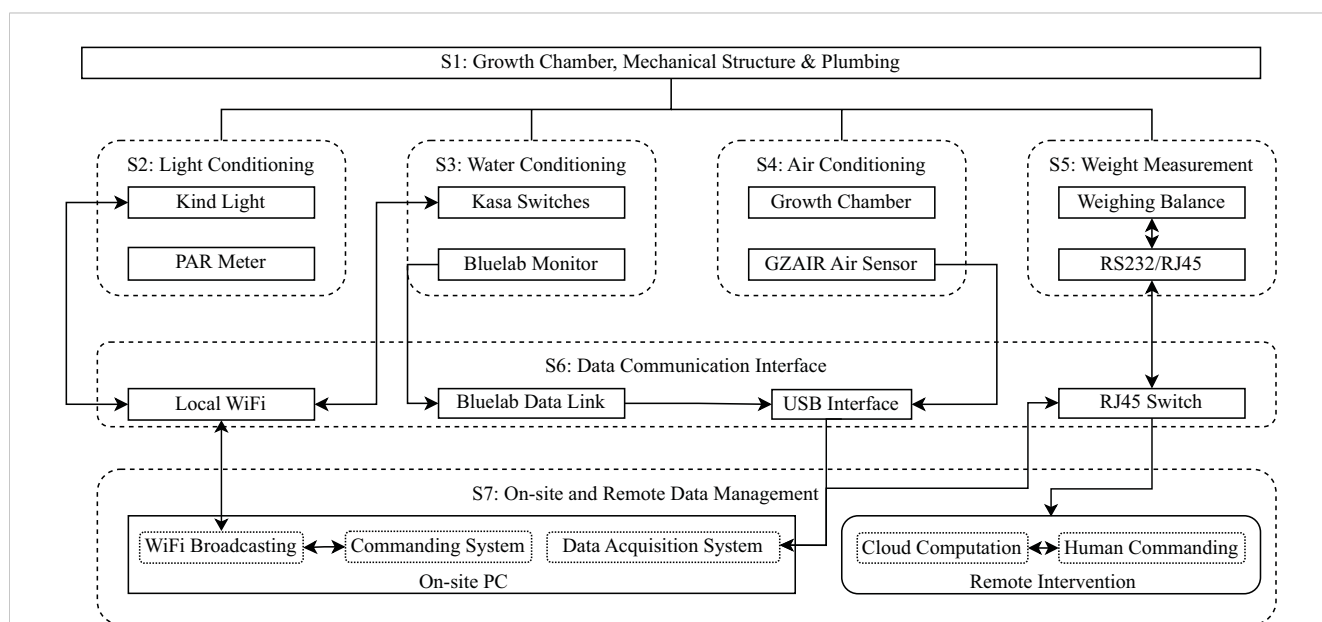 S1: Growth Chamber, Mechanical Structure & Plumbing
S2: Light Conditioning
S3: Water Conditioning
S4: Air Conditioning
S5: Weight Measurement
Kind Light
Kasa Switches
Growth Chamber
Weighing Balance
PAR Meter
Bluelab Monitor
GZAIR Air Sensor
RS232/RJ45
S6: Data Communication Interface
Local WiFi
Bluelab Data Link
USB Interface
RJ45 Switch
S7: On-site and Remote Data Management
WiFi Broadcasting
Commanding System
Data Acquisition System
Cloud Computation
Human Commanding
On-site PC
Remote Intervention